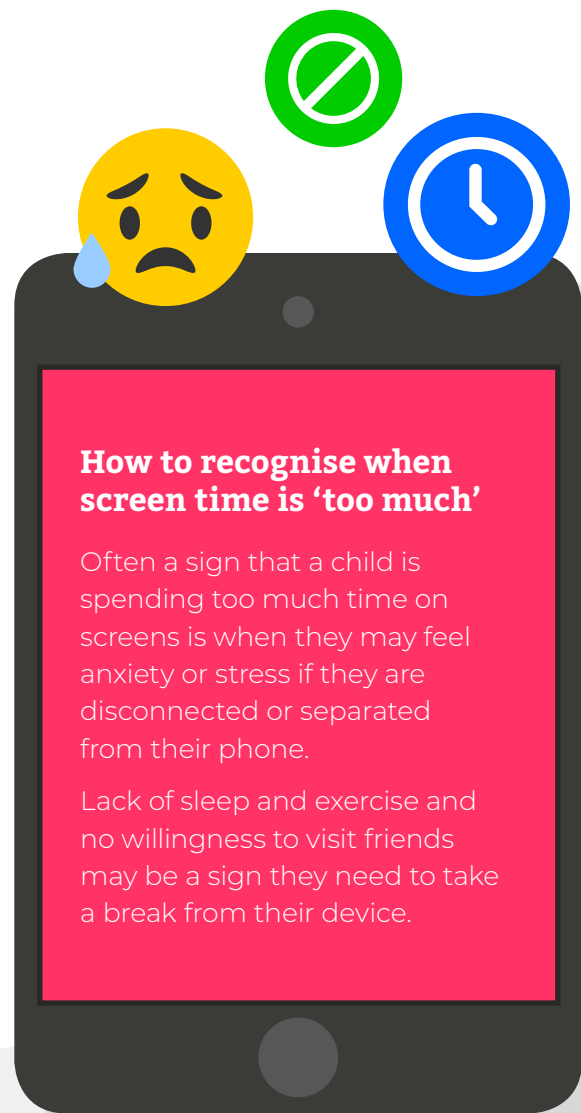 How to recognise when
screen time is ‘too much’
Often a sign that a child is
spending too much time on
screens is when they may feel
anxiety or stress if they are
disconnected or separated
from their phone.
Lack of sleep and exercise and
no willingness to visit friends
may be a sign they need to take
a break from their device.